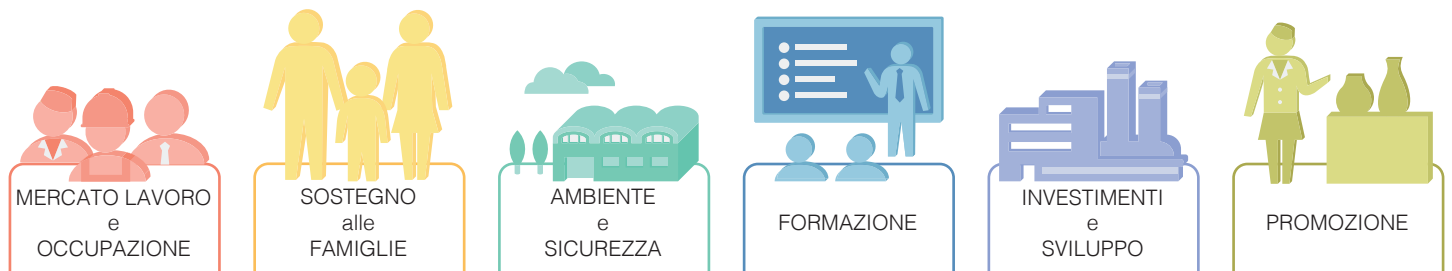 MERCATO LAVORO
e
OCCUPAZIONE
SOSTEGNO
alle
FAMIGLIE
AMBIENTE
e
SICUREZZA
FORMAZIONE
INVESTIMENTI
e
SVILUPPO
PROMOZIONE